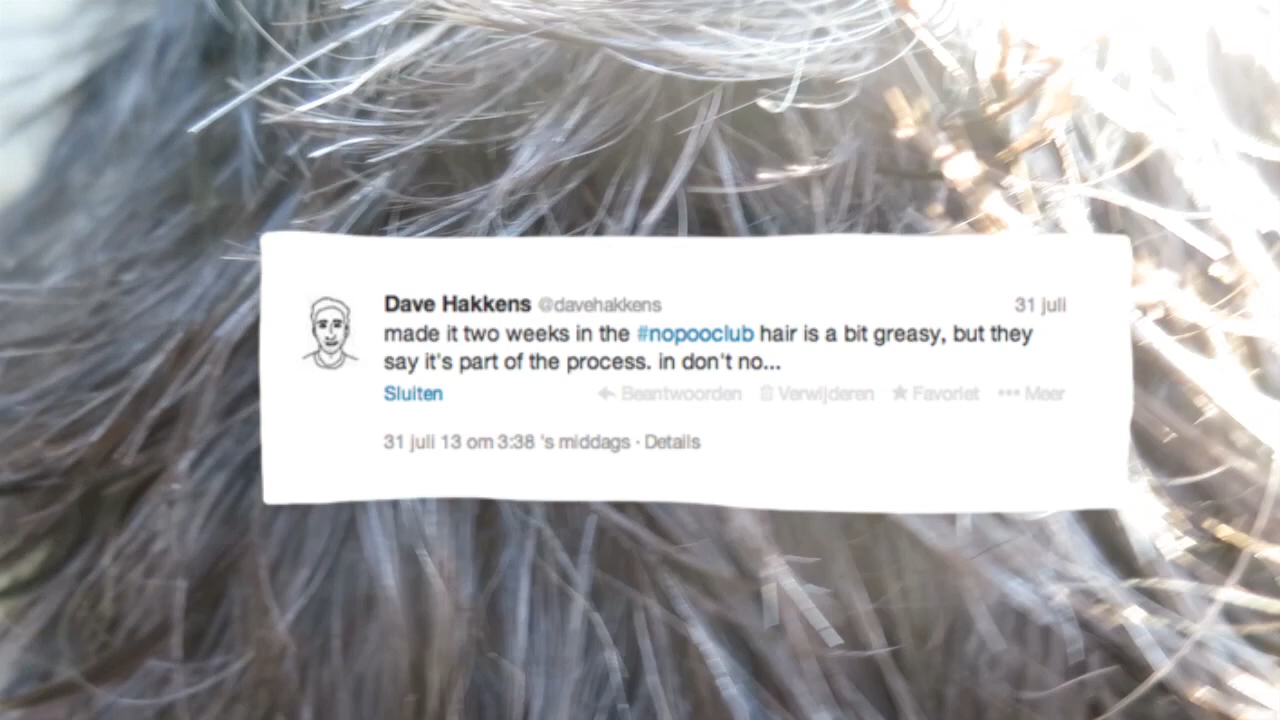 Dave Hakkens @davehakkens 31 juli
made it two weeks in the #nopooclub hair is a bit greasy, but they
say it's part of the process. in don't no...
Sluiten Beantwoorden Verwijderen Favoriet Meer
31 juli 13 om 3:38 's middags · Details